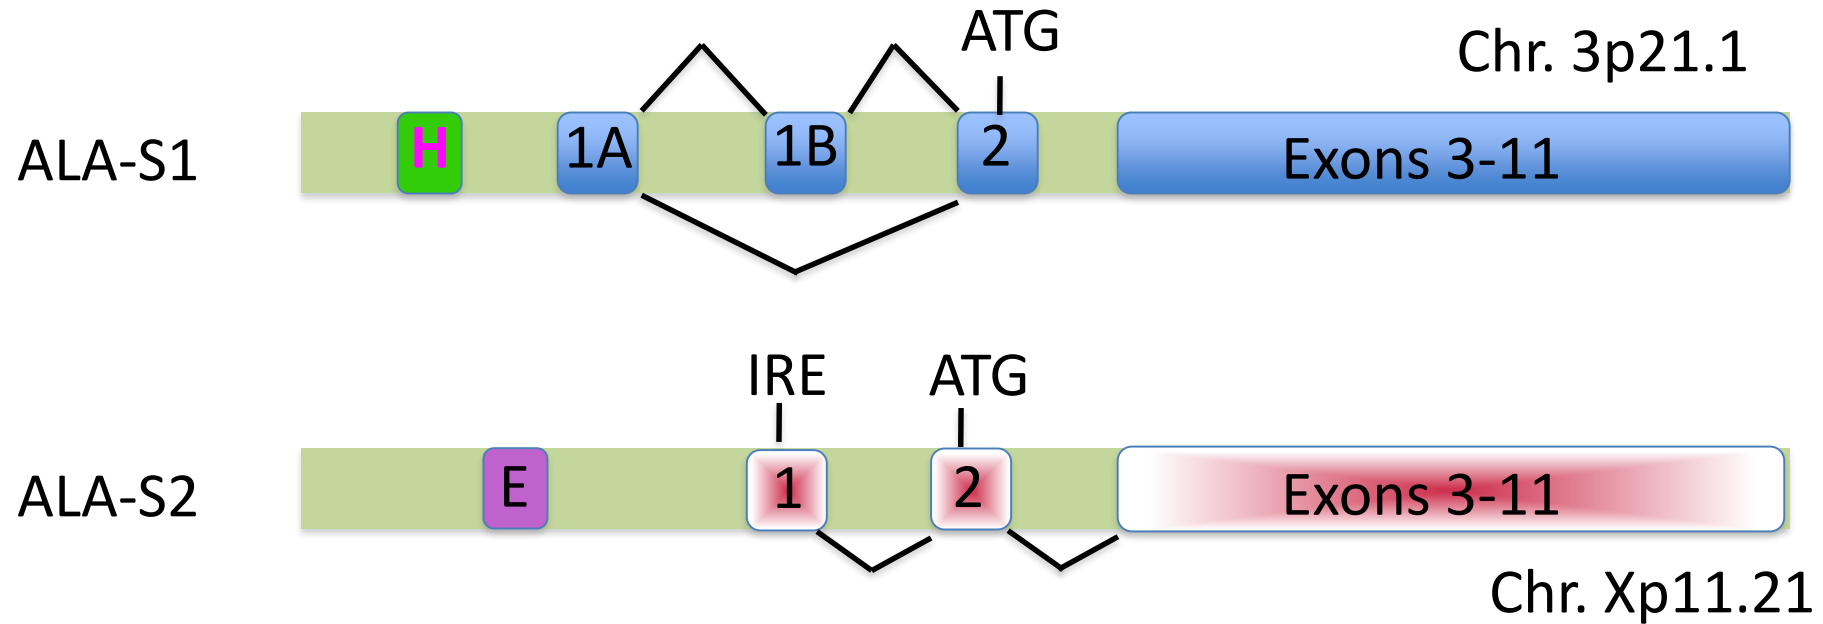 ATG
Chr. 3p21.1
ALA-S1
H
1A
1B
2
Exons 3-11
IRE
ATG
ALA-S2
E
1
2
Exons 3-11
Chr. Xp11.21